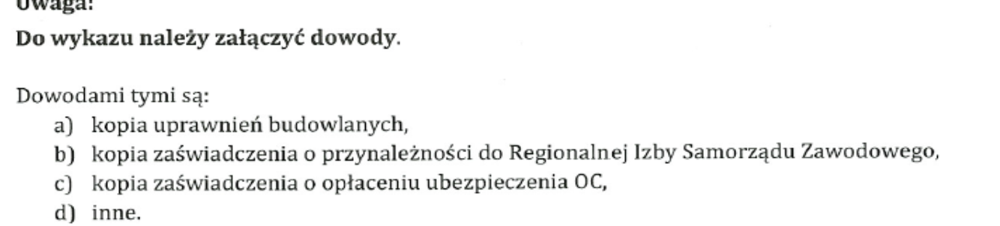 Uwaga!
Do wykazu należy załączyć dowody.
Dowodami tymi są:
a) kopia uprawnień budowlanych,
b) kopia zaświadczenia o przynależności do Regionalnej Izby Samorządu Zawodowego,
c) kopia zaświadczenia o opłaceniu ubezpieczenia OC,
d) inne.